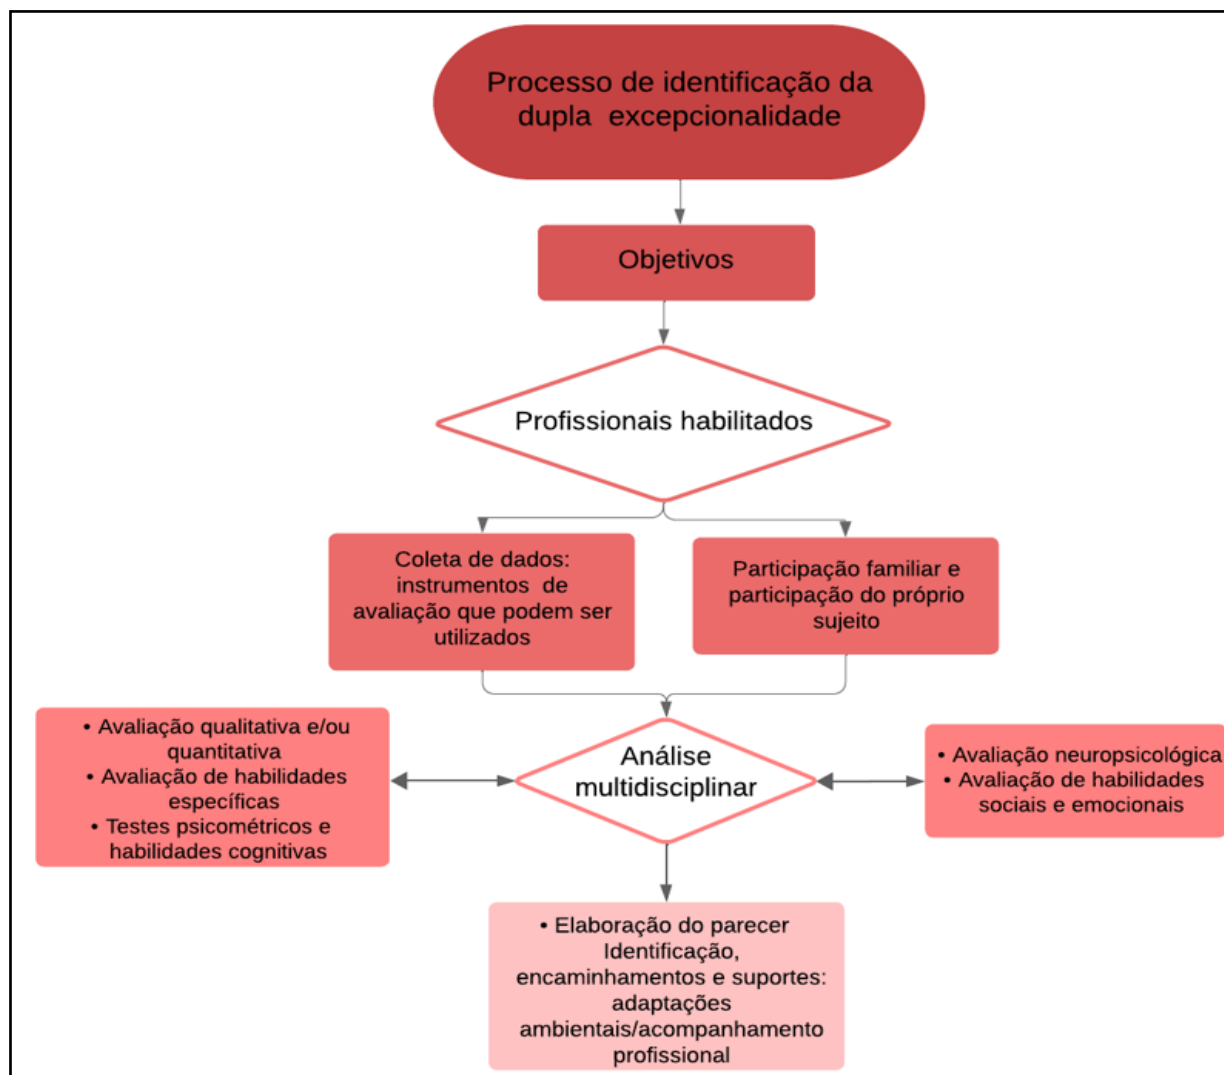 Processo de identificação da
dupla excepcionalidade
Objetivos
Profissionais habilitados
Coleta de dados:
instrumentos de
avaliação que podem ser
utilizados
Participação familiar e
participação do próprio
sujeito
• Avaliação qualitativa e/ou
quantitativa
• Avaliação de habilidades
específicas
• Testes psicométricos e
habilidades cognitivas
Análise
multidisciplinar
• Avaliação neuropsicológica
• Avaliação de habilidades
sociais e emocionais
• Elaboração do parecer
Identificação,
encaminhamentos e suportes:
adaptações
ambientais/acompanhamento
profissional